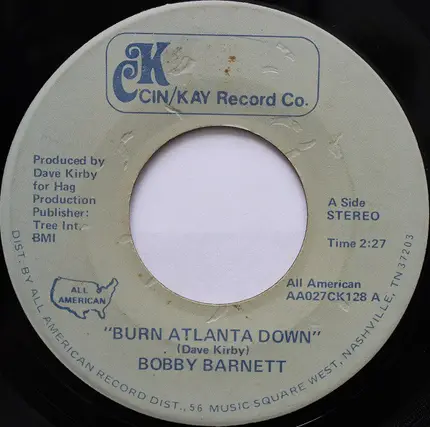 CK
CIN/KAY Record Co.
Produced by
Dave Kirby
for Hag
Production
Publisher:
Tree Int.
BMI
A Side
STEREO
Time 2:27
All American
AA027CK128 A
ALL
AMERICAN
"BURN ATLANTA DOWN"
(Dave Kirby)
BOBBY BARNETT
DIST. BY ALL AMERICAN RECORD DIST., 56 MUSIC SQUARE WEST, NASHVILLE, TN 37203